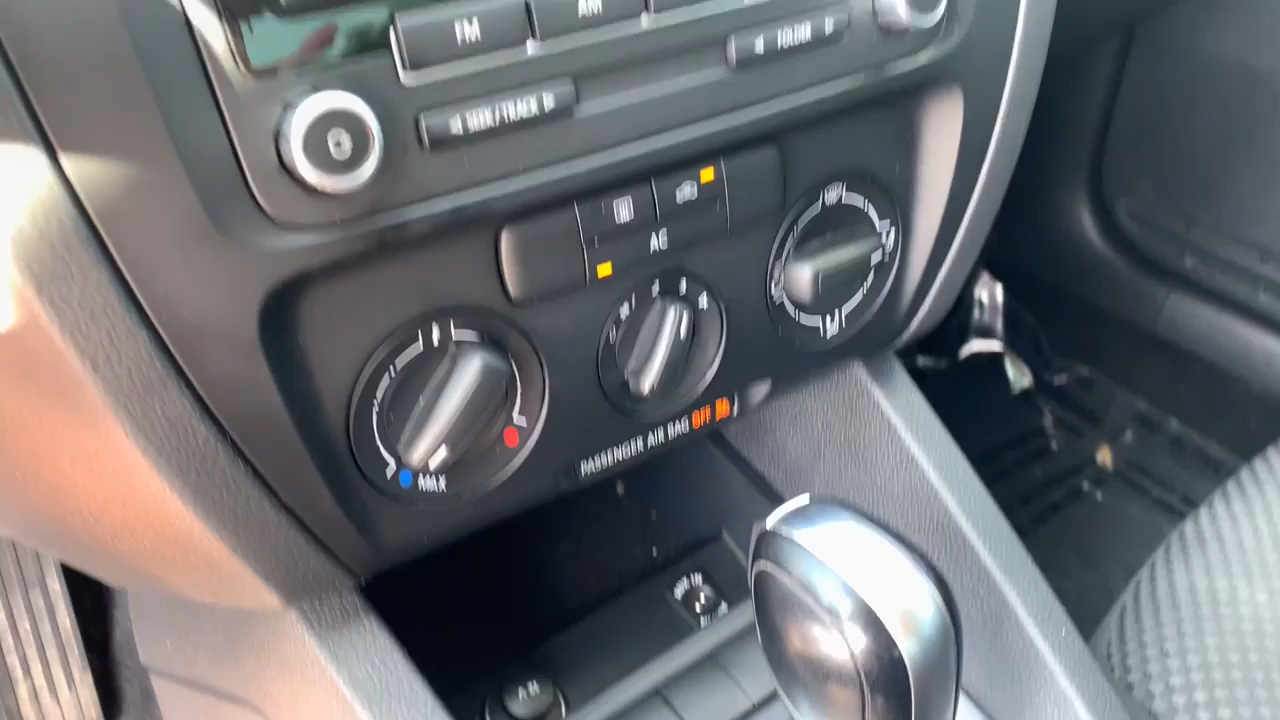 FM
AM
FOLDER
SEEK / TRACK
AC
MAX
PASSENGER AIR BAG OFF